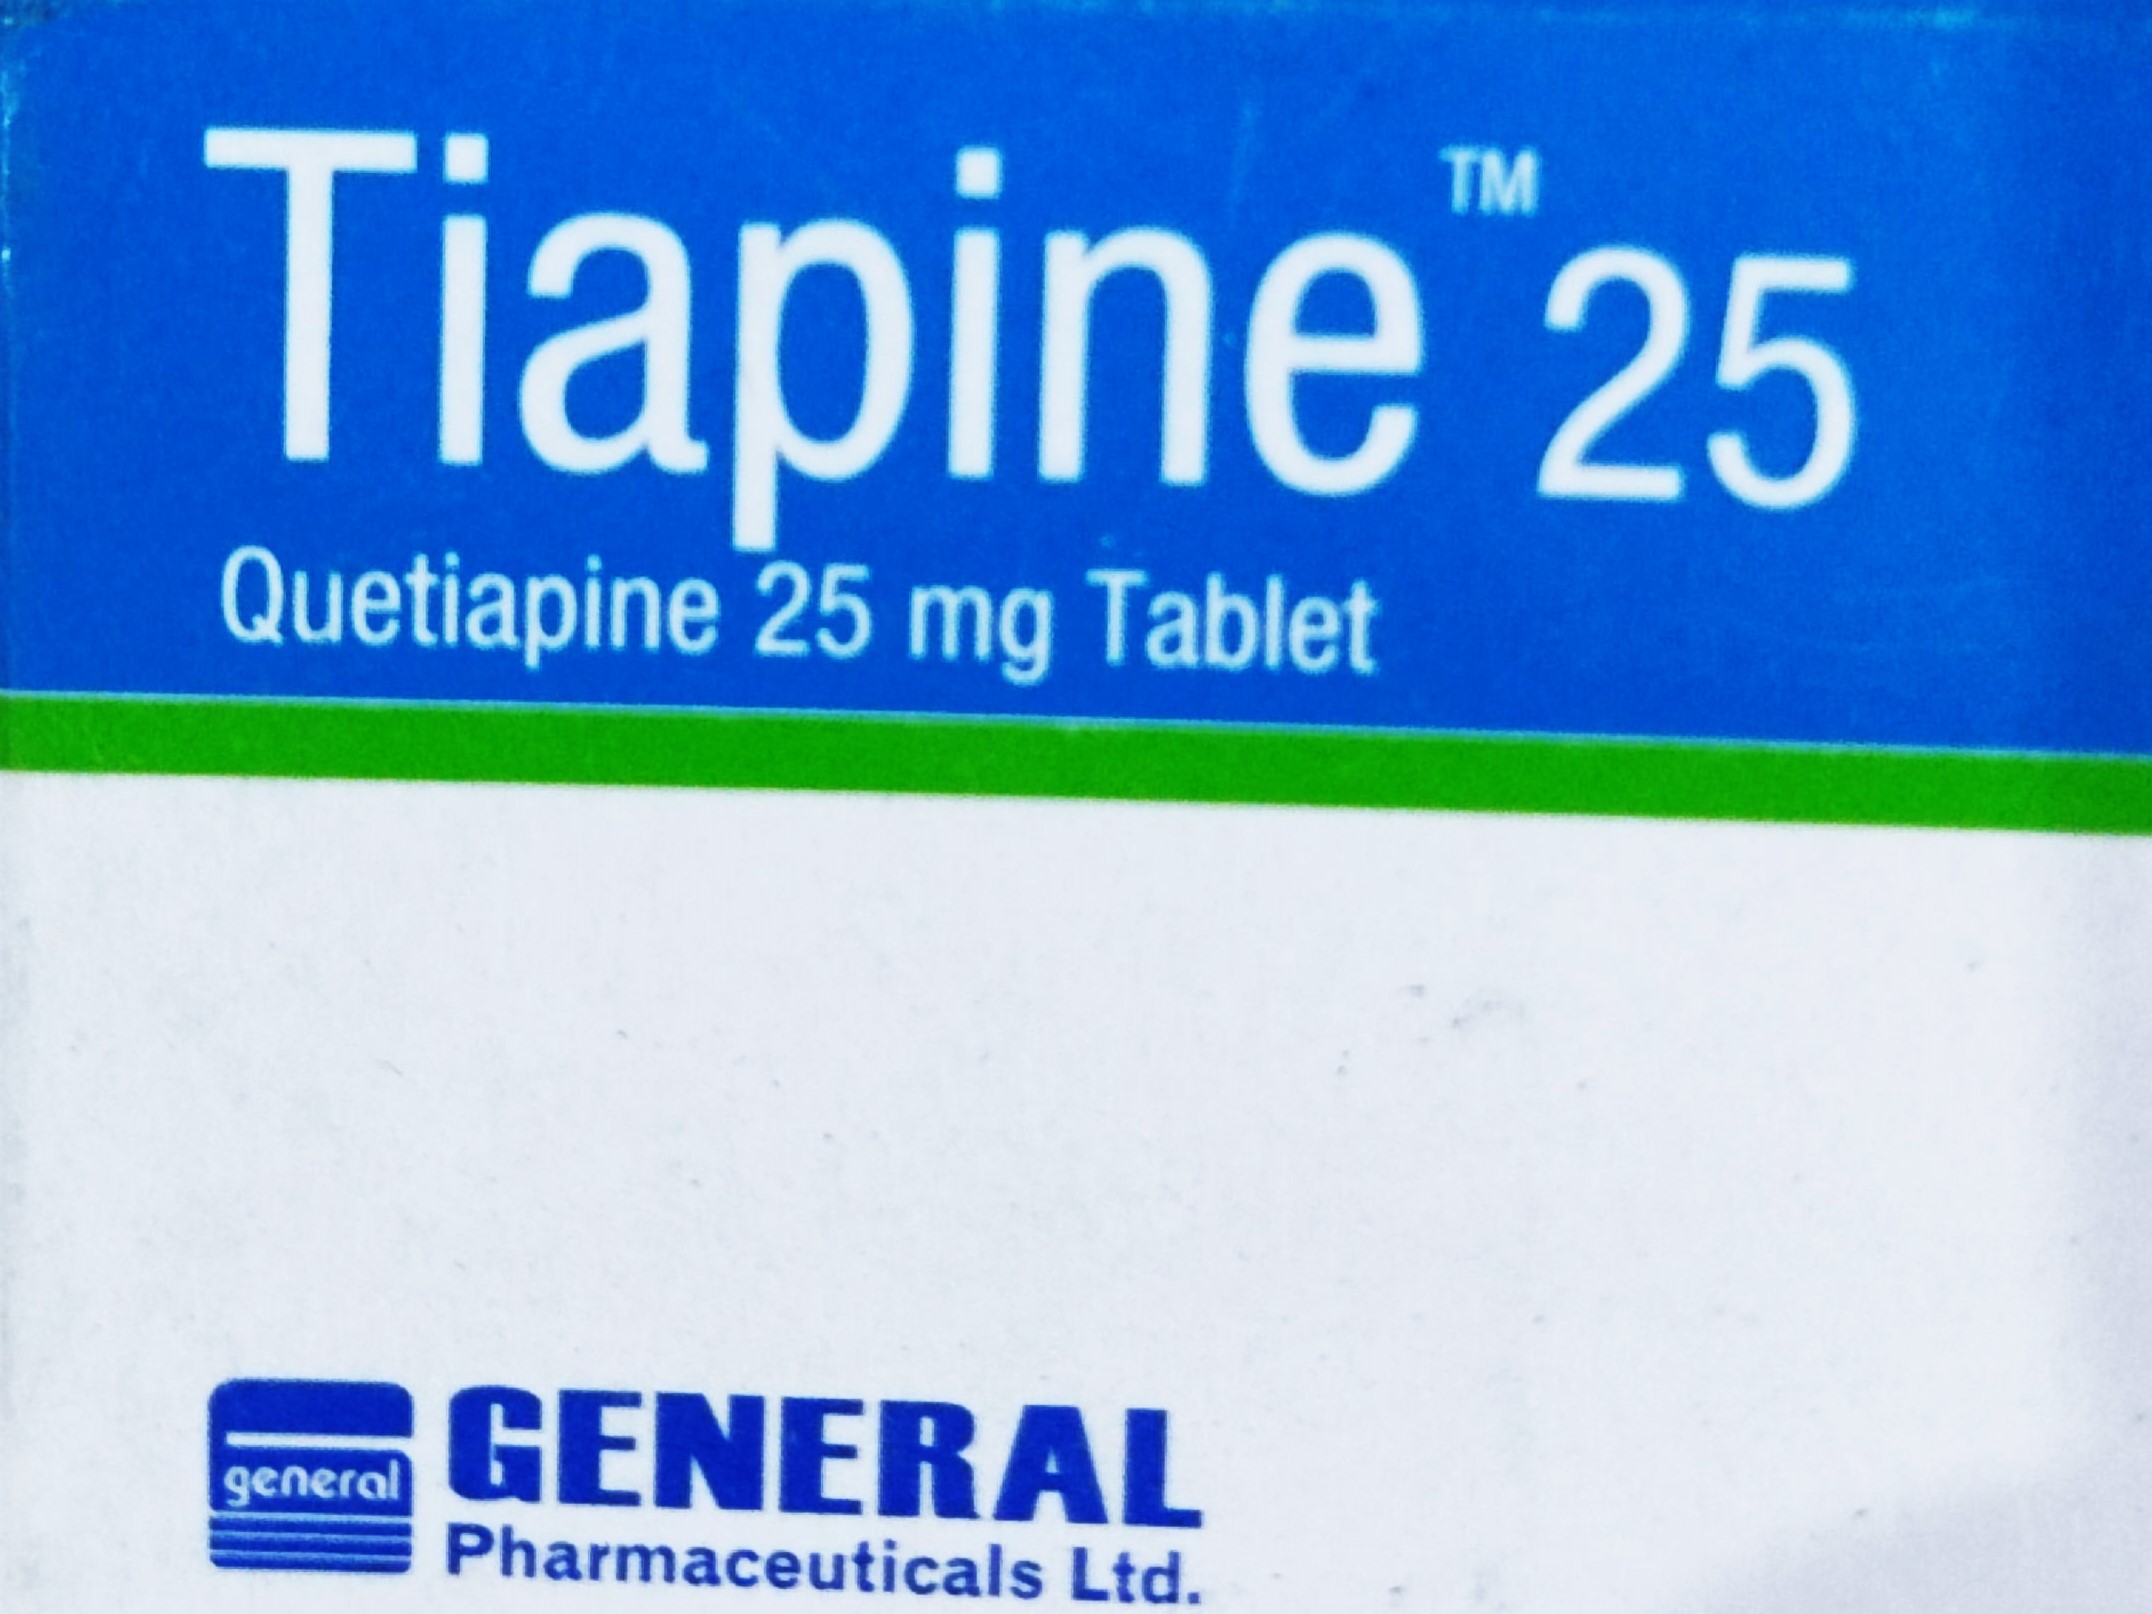 Tiapine™ 25
Quetiapine 25 mg Tablet
general
GENERAL
Pharmaceuticals Ltd.